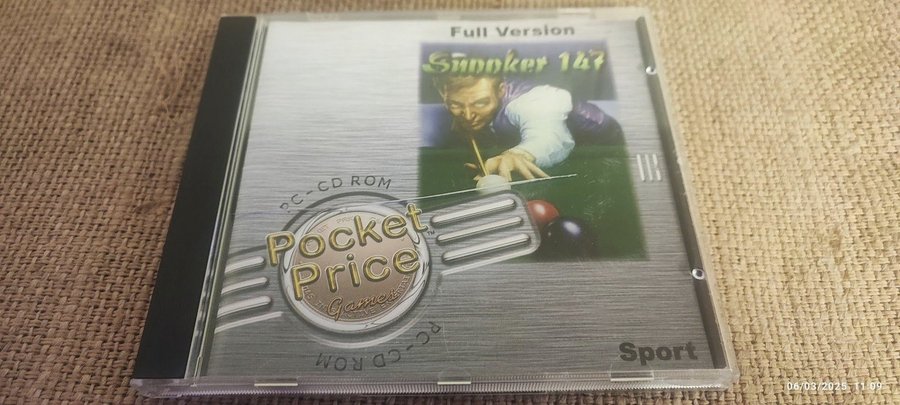 Full Version
Snooker 147
PC-CD ROM
Pocket
Price
TM
Games
PC-CD ROM
Sport
06/03/2025 11:09